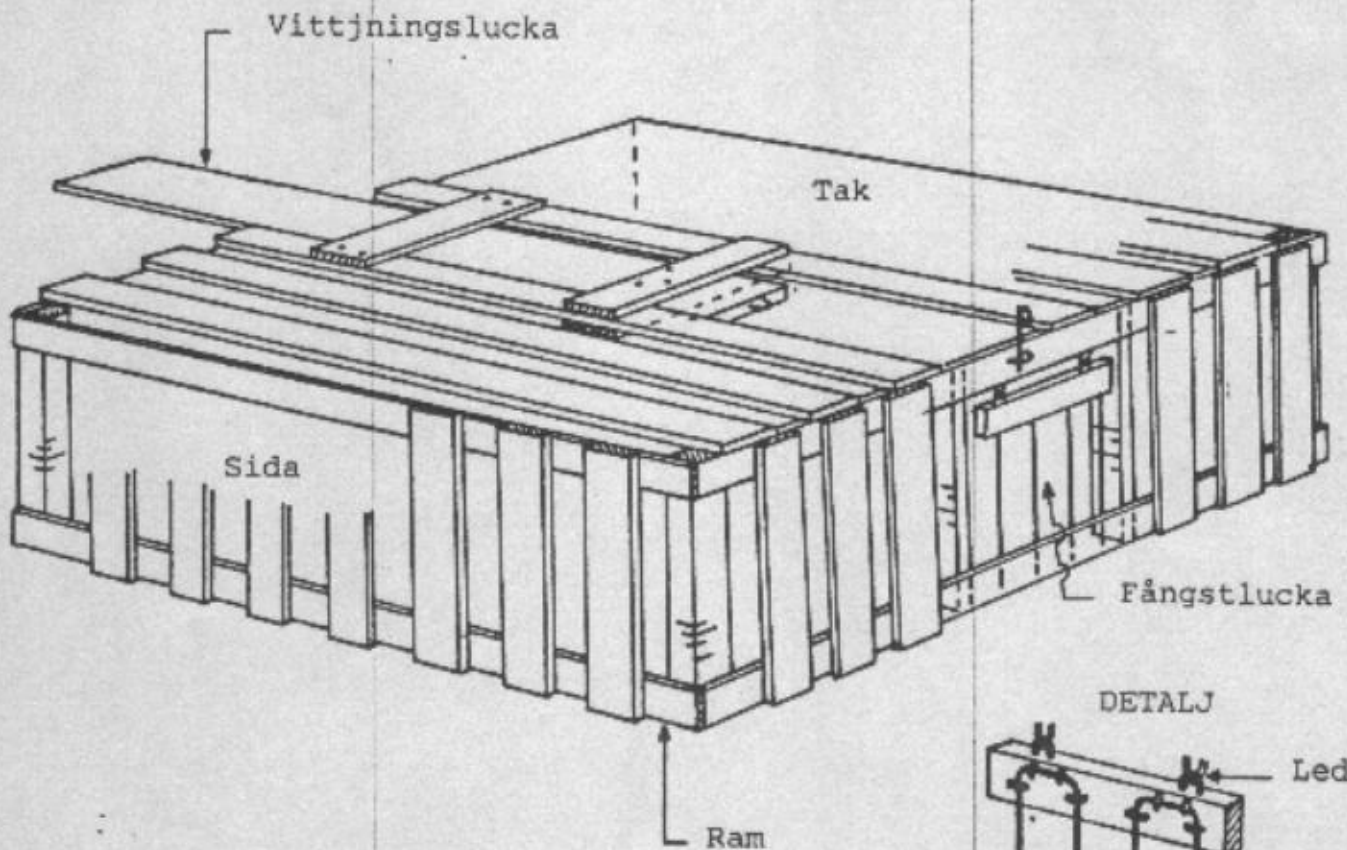 Vittjningslucka
Tak
Sida
Fångstlucka
DETALJ
Led
Ram